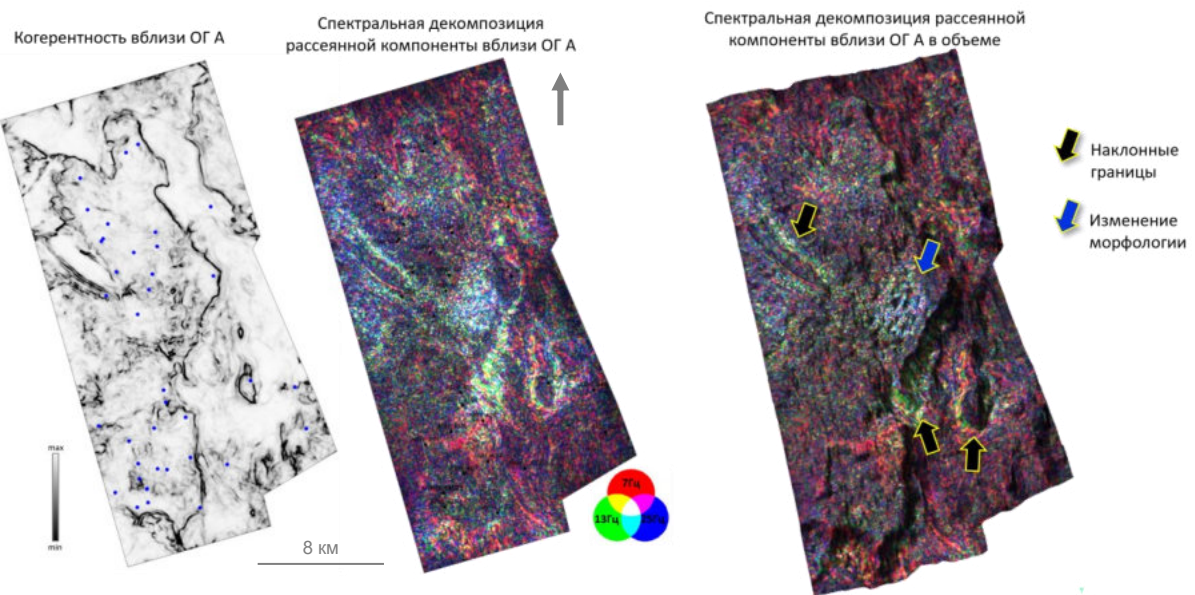 Когерентность вблизи ОГ А
Спектральная декомпозиция
рассеянной компоненты вблизи ОГ А
Спектральная декомпозиция рассеянной
компоненты вблизи ОГ А в объеме
Наклонные
границы
Изменение
морфологии
max
min
8 км
7Гц
13Гц